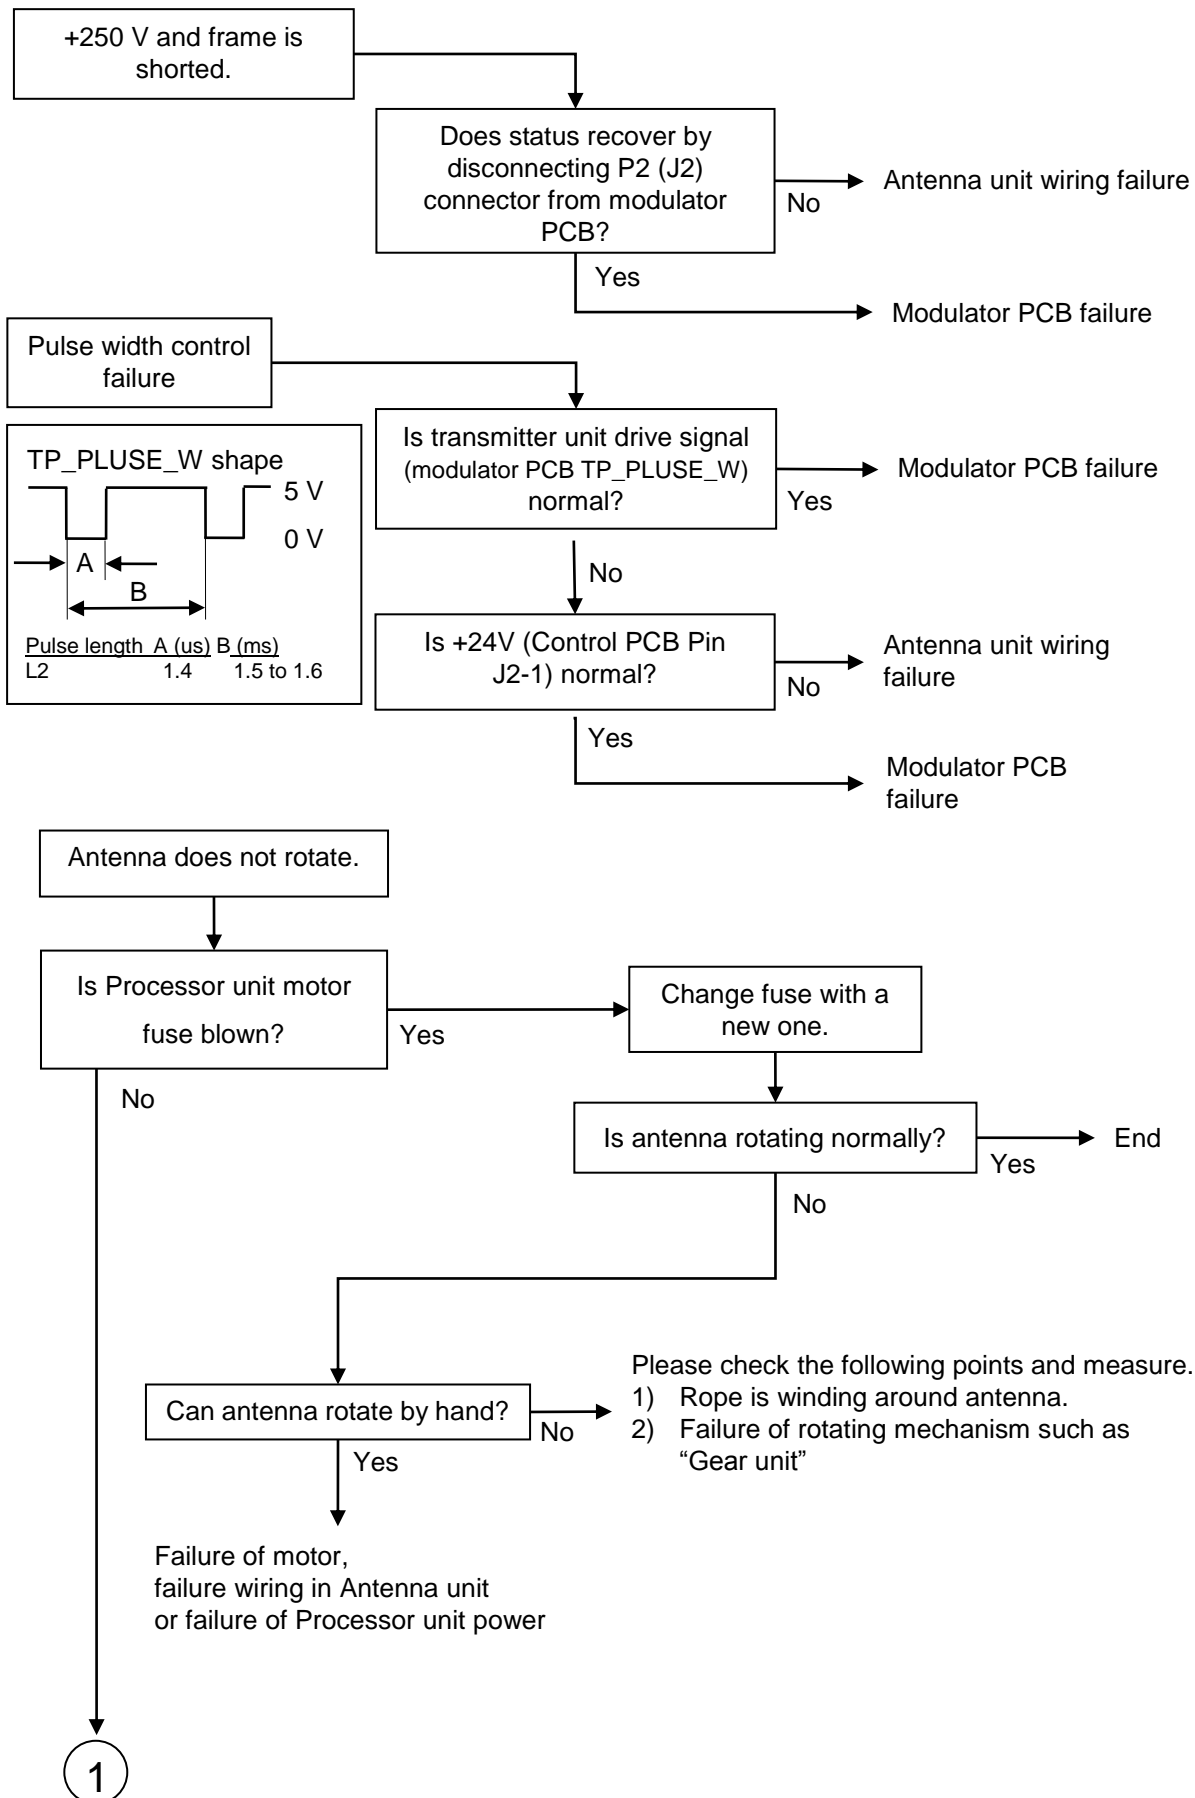 +250 V and frame is
shorted.
Does status recover by
disconnecting P2 (J2)
connector from modulator
PCB?
No
Antenna unit wiring failure
Yes
Modulator PCB failure
Pulse width control
failure
Is transmitter unit drive signal
(modulator PCB TP_PLUSE_W)
normal?
Yes
Modulator PCB failure
TP_PLUSE_W shape
5 V
0 V
A
B
Pulse length A (us) B (ms)
L2 1.4 1.5 to 1.6
No
Is +24V (Control PCB Pin
J2-1) normal?
No
Antenna unit wiring
failure
Yes
Modulator PCB
failure
Antenna does not rotate.
Is Processor unit motor
fuse blown?
Yes
Change fuse with a
new one.
No
Is antenna rotating normally?
Yes
End
No
Can antenna rotate by hand?
No
Please check the following points and measure.
1) Rope is winding around antenna.
2) Failure of rotating mechanism such as
“Gear unit”
Yes
Failure of motor,
failure wiring in Antenna unit
or failure of Processor unit power
1